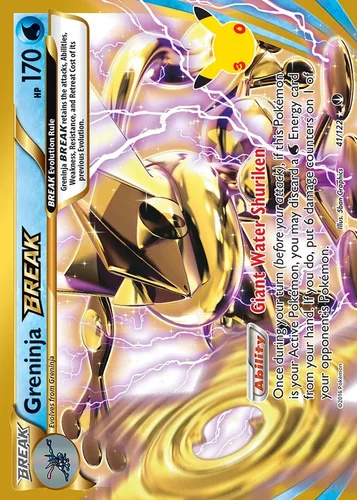 BREAK
Evolves from Greninja
Greninja BREAK
HP 170
BREAK Evolution Rule
Greninja BREAK retains the attacks, Abilities,
Weakness, Resistance, and Retreat Cost of its
previous Evolution.
30
Ability Giant Water Shuriken
Once during your turn (before your attack), if this Pokémon
is your Active Pokémon, you may discard a Energy card
from your hand. If you do, put 6 damage counters on 1 of
your opponent's Pokémon.
©2016 Pokémon
illus. 5ban Graphics
41/122